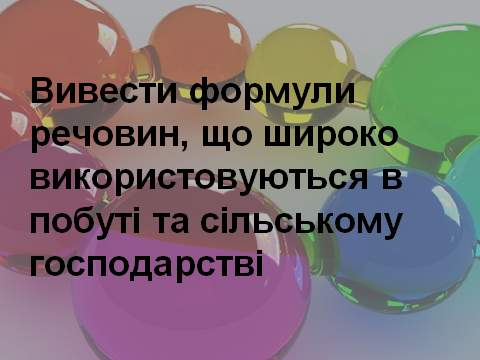 Вивести формули
речовин, що широко
використовуються в
побуті та сільському
господарстві